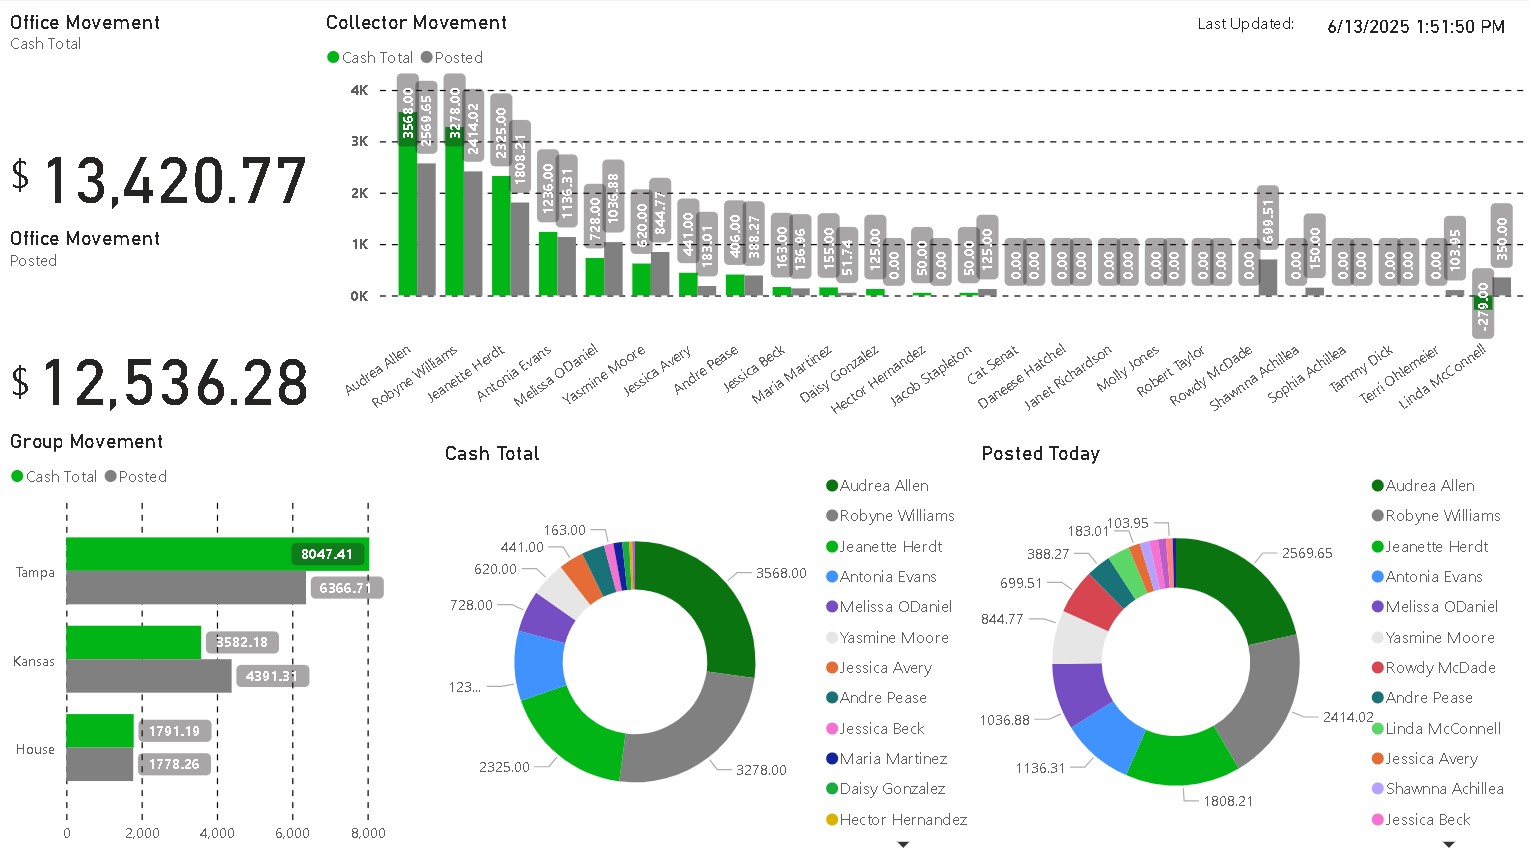 Office Movement
Cash Total
$ 13,420.77
Office Movement
Posted
$ 12,536.28
Collector Movement
Last Updated: 6/13/2025 1:51:50 PM
Cash Total Posted
4K
3K
2K
1K
0K
3568.00 2569.65 3278.00 2414.02 2325.00 1808.21 1236.00 1136.31 728.00 1036.88 620.00 844.77 441.00 183.01 406.00 388.27 163.00 136.96 155.00 51.74 125.00 0.00 50.00 0.00 50.00 125.00 0.00 0.00 0.00 0.00 0.00 0.00 0.00 0.00 0.00 0.00 0.00 699.51 0.00 150.00 0.00 0.00 0.00 0.00 0.00 103.95 -279.00 350.00
Audrea Allen
Robyne Williams
Jeanette Herdt
Antonia Evans
Melissa ODaniel
Yasmine Moore
Jessica Avery
Andre Pease
Jessica Beck
Maria Martinez
Daisy Gonzalez
Hector Hernandez
Jacob Stapleton
Cat Senat
Daneese Hatchel
Janet Richardson
Molly Jones
Robert Taylor
Rowdy McDade
Shawnna Achillea
Sophia Achillea
Tammy Dick
Terri Ohlemeier
Linda McConnell
Group Movement
Cash Total Posted
Tampa
8047.41
6366.71
Kansas
3582.18
4391.31
House
1791.19
1778.26
0 2,000 4,000 6,000 8,000
Cash Total
163.00
441.00
620.00
728.00
123...
2325.00
3278.00
3568.00
Audrea Allen
Robyne Williams
Jeanette Herdt
Antonia Evans
Melissa ODaniel
Yasmine Moore
Jessica Avery
Andre Pease
Jessica Beck
Maria Martinez
Daisy Gonzalez
Hector Hernandez
Posted Today
103.95
183.01
388.27
699.51
844.77
1036.88
1136.31
1808.21
2414.02
2569.65
Audrea Allen
Robyne Williams
Jeanette Herdt
Antonia Evans
Melissa ODaniel
Yasmine Moore
Rowdy McDade
Andre Pease
Linda McConnell
Jessica Avery
Shawnna Achillea
Jessica Beck